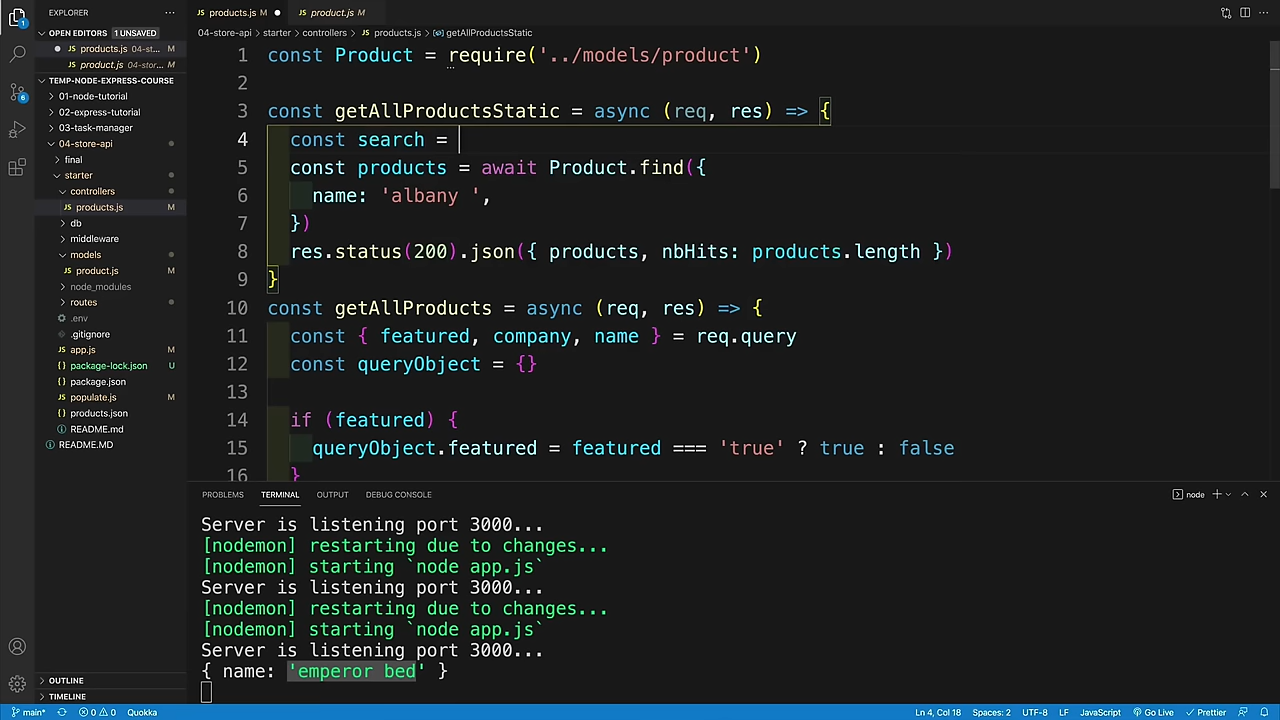 EXPLORER
OPEN EDITORS 1 UNSAVED
products.js 04-st... M
product.js 04-stor... M
TEMP-NODE-EXPRESS-COURSE
01-node-tutorial
02-express-tutorial
03-task-manager
04-store-api
final
starter
controllers
products.js M
db
middleware
models
product.js M
node_modules
routes
.env
.gitignore
app.js M
package-lock.json U
package.json
populate.js M
products.json
README.md
README.MD
OUTLINE
TIMELINE
products.js M
product.js M
04-store-api > starter > controllers > products.js > getAllProductsStatic
1 const Product = require('../models/product')
2
3 const getAllProductsStatic = async (req, res) => {
4 const search =
5 const products = await Product.find({
6 name: 'albany ',
7 })
8 res.status(200).json({ products, nbHits: products.length })
9 }
10 const getAllProducts = async (req, res) => {
11 const { featured, company, name } = req.query
12 const queryObject = {}
13
14 if (featured) {
15 queryObject.featured = featured === 'true' ? true : false
16 }
PROBLEMS TERMINAL OUTPUT DEBUG CONSOLE node
Server is listening port 3000...
[nodemon] restarting due to changes...
[nodemon] starting `node app.js`
Server is listening port 3000...
[nodemon] restarting due to changes...
[nodemon] starting `node app.js`
Server is listening port 3000...
{ name: 'emperor bed' }
main* 0 0 Quokka Ln 4, Col 18 Spaces: 2 UTF-8 LF JavaScript Go Live Prettier